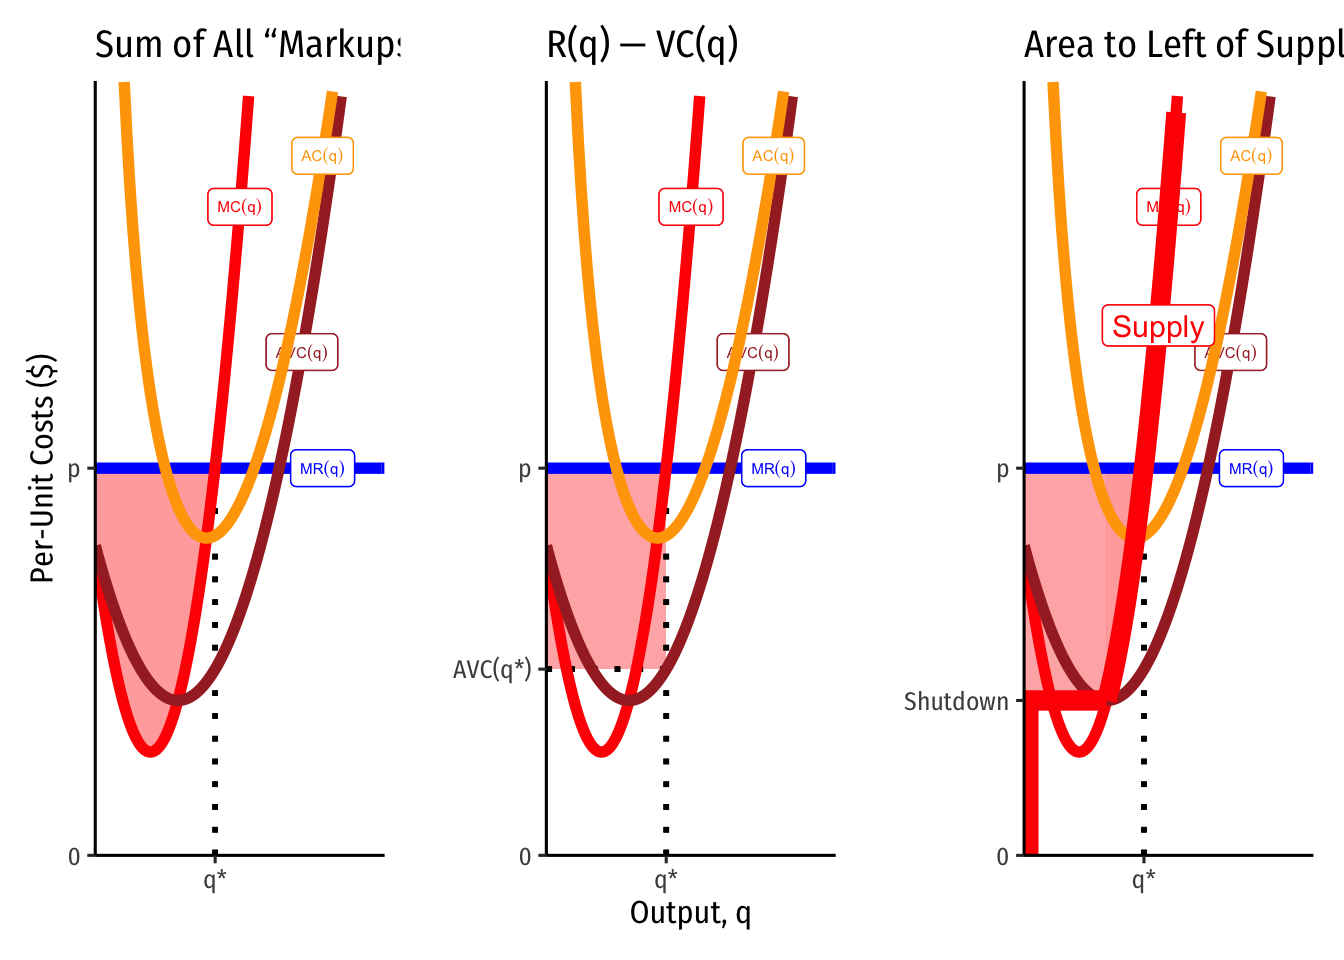 Sum of All “Markups
R(q) — VC(q)
Area to Left of Suppl
AC(q)
MC(q)
AVC(q)
MR(q)
Per-Unit Costs ($)
p
0
q*
AC(q)
MC(q)
AVC(q)
MR(q)
p
AVC(q*)
0
q*
Output, q
AC(q)
Supply
AVC(q)
MR(q)
p
Shutdown
0
q*